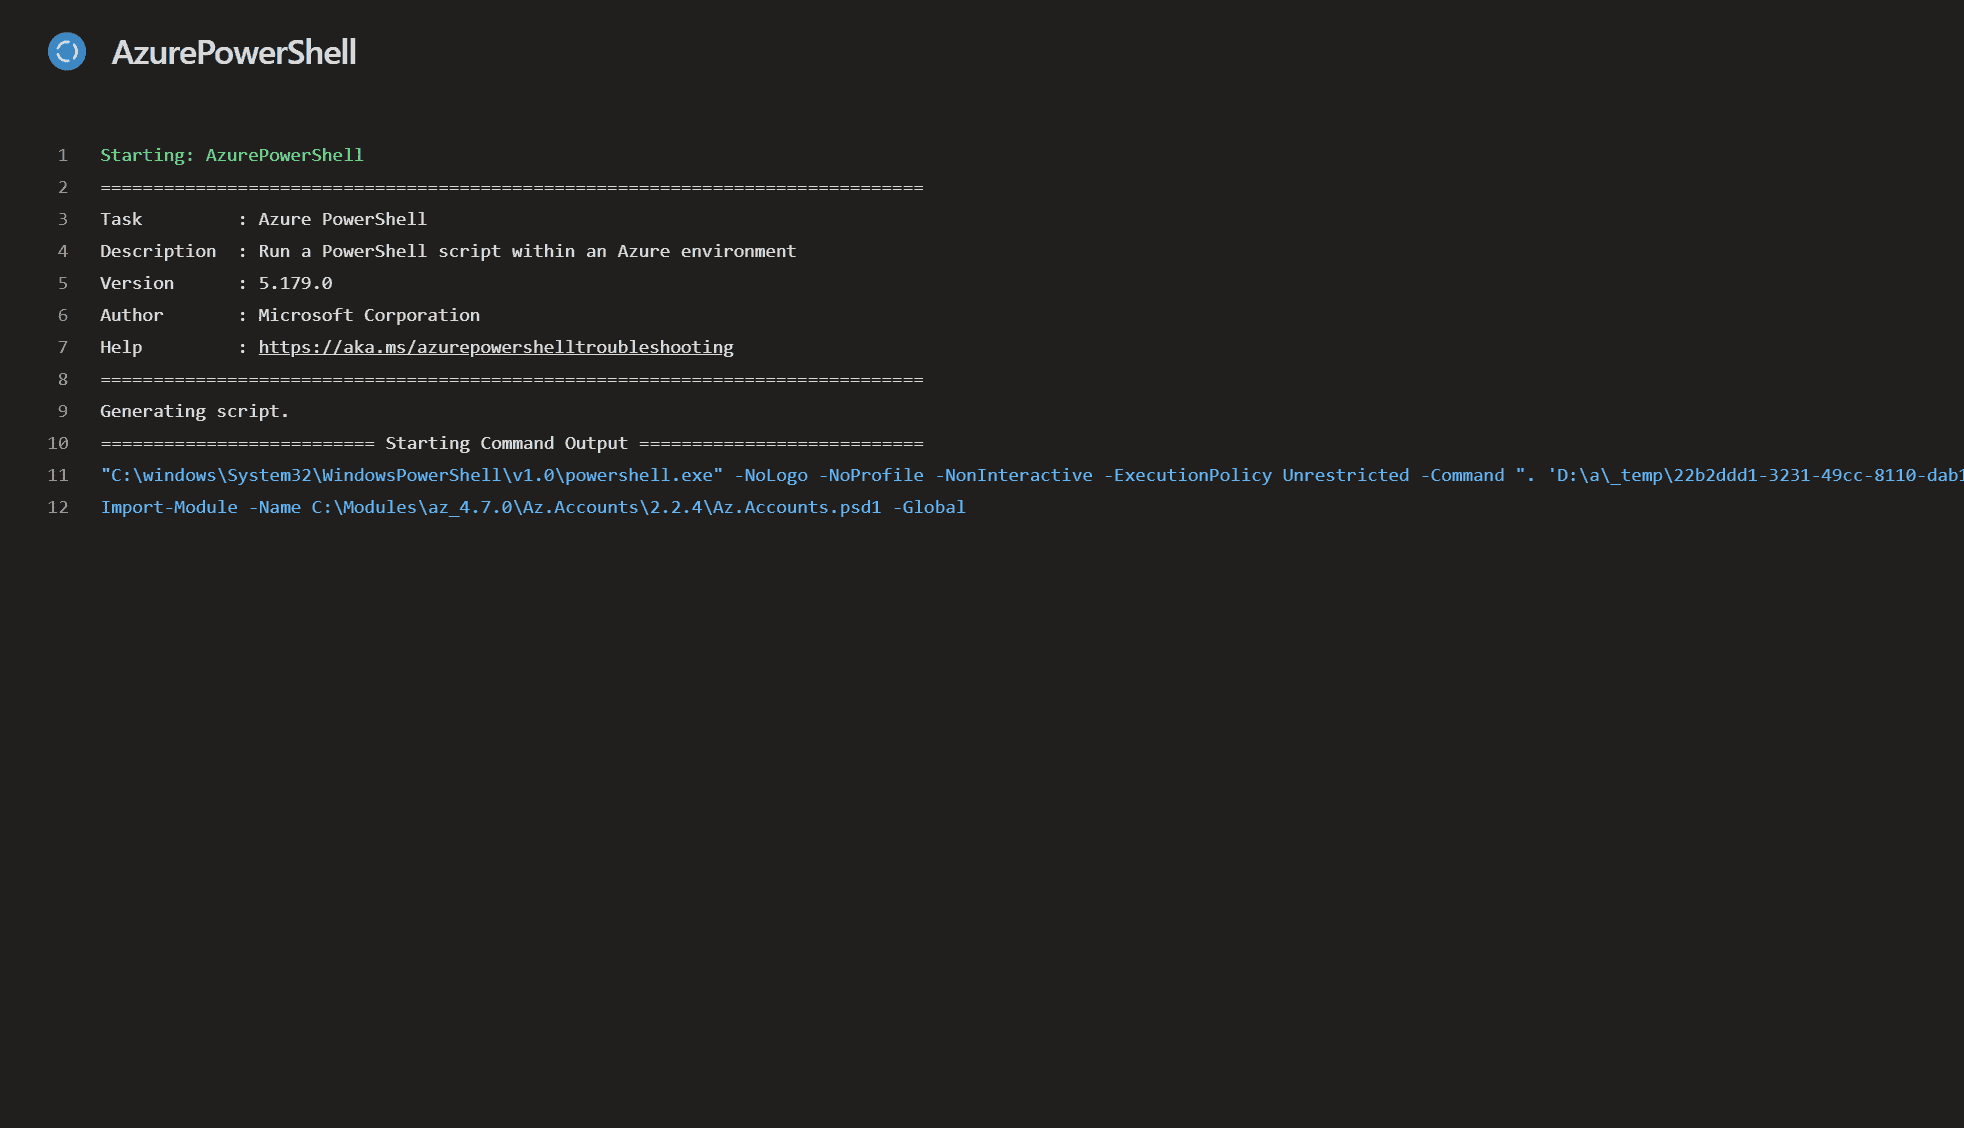 AzurePowerShell
1 Starting: AzurePowerShell
2 ==============================================================================
3 Task         : Azure PowerShell
4 Description  : Run a PowerShell script within an Azure environment
5 Version      : 5.179.0
6 Author       : Microsoft Corporation
7 Help         : https://aka.ms/azurepowershelltroubleshooting
8 ==============================================================================
9 Generating script.
10 ========================== Starting Command Output ===========================
11 "C:\windows\System32\WindowsPowerShell\v1.0\powershell.exe" -NoLogo -NoProfile -NonInteractive -ExecutionPolicy Unrestricted -Command ". 'D:\a\_temp\22b2ddd1-3231-49cc-8110-dab1
12 Import-Module -Name C:\Modules\az_4.7.0\Az.Accounts\2.2.4\Az.Accounts.psd1 -Global